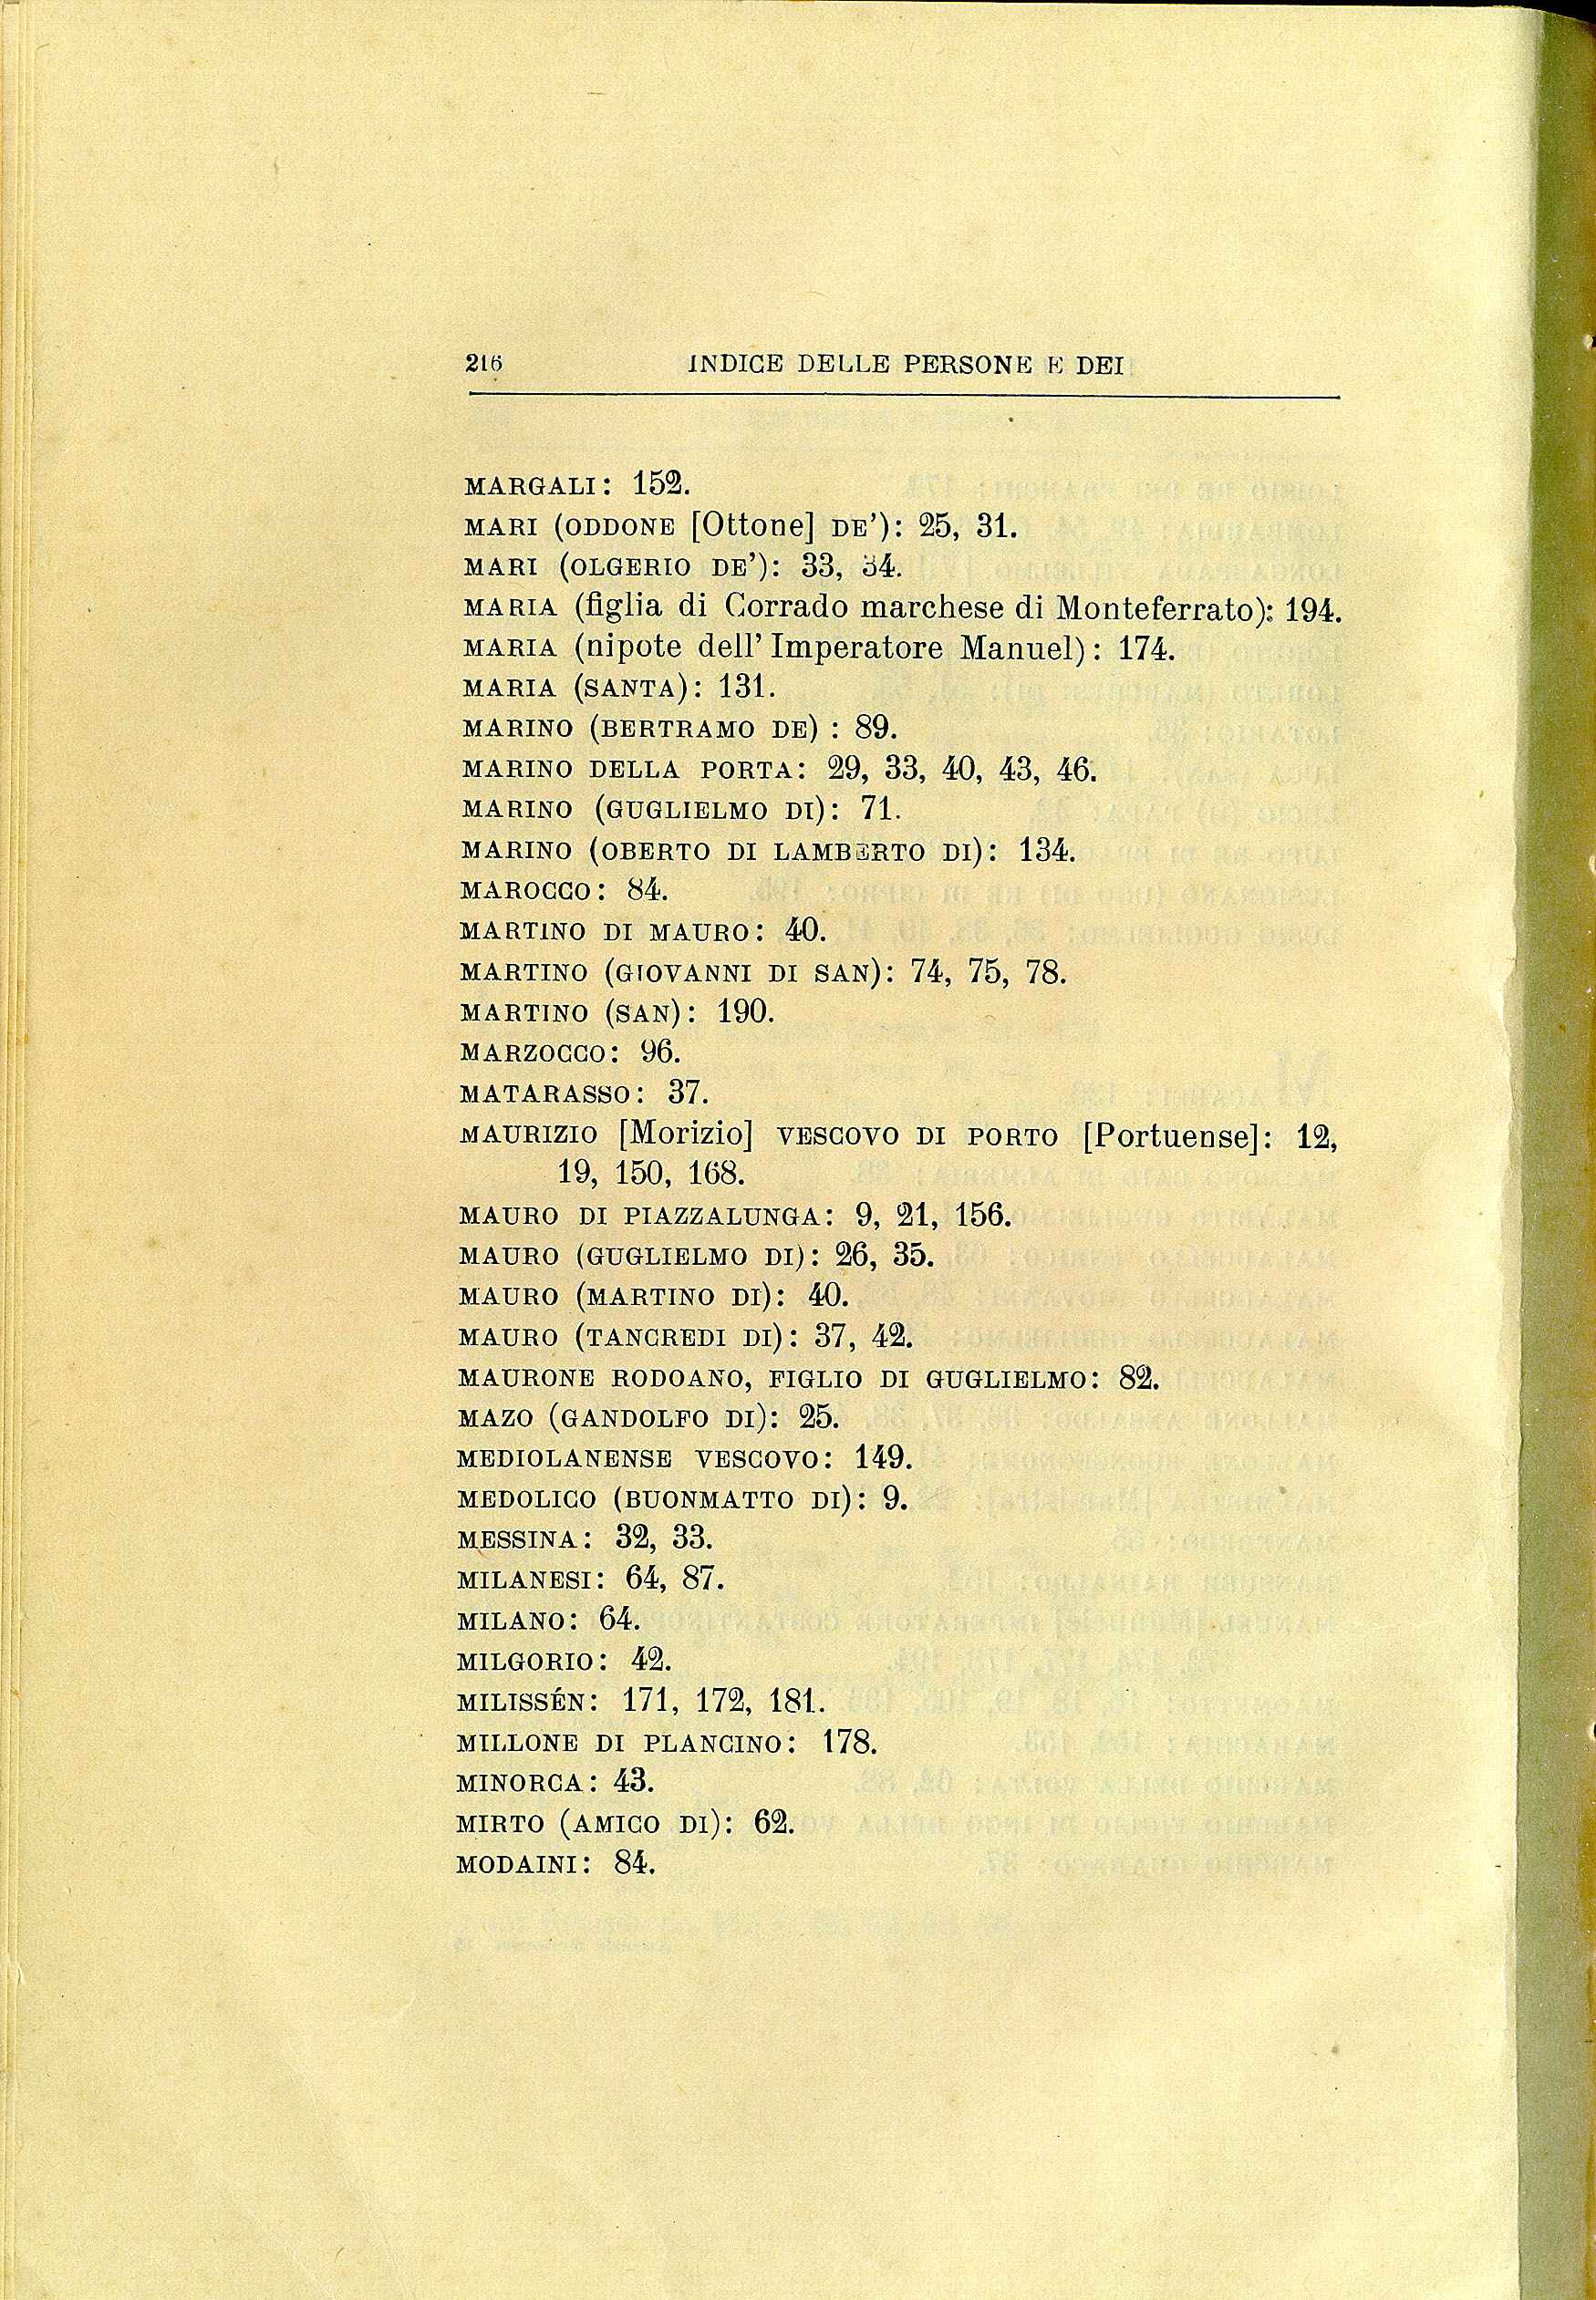 216 INDICE DELLE PERSONE E DEI
MARGALI: 152.
MARI (ODDONE [Ottone] DE'): 25, 31.
MARI (OLGERIO DE'): 33, 34.
MARIA (figlia di Corrado marchese di Monteferrato): 194.
MARIA (nipote dell' Imperatore Manuel): 174.
MARIA (SANTA): 131.
MARINO (BERTRAMO DE) : 89.
MARINO DELLA PORTA: 29, 33, 40, 43, 46.
MARINO (GUGLIELMO DI): 71.
MARINO (OBERTO DI LAMBERTO DI): 134.
MAROCCO: 84.
MARTINO DI MAURO: 40.
MARTINO (GIOVANNI DI SAN): 74, 75, 78.
MARTINO (SAN): 190.
MARZOCCO: 96.
MATARASSO: 37.
MAURIZIO [Morizio] VESCOVO DI PORTO [Portuense]: 12,
19, 150, 168.
MAURO DI PIAZZALUNGA: 9, 21, 156.
MAURO (GUGLIELMO DI): 26, 35.
MAURO (MARTINO DI): 40.
MAURO (TANCREDI DI): 37, 42.
MAURONE RODOANO, FIGLIO DI GUGLIELMO: 82.
MAZO (GANDOLFO DI): 25.
MEDIOLANENSE VESCOVO: 149.
MEDOLICO (BUONMATTO DI): 9.
MESSINA: 32, 33.
MILANESI: 64, 87.
MILANO: 64.
MILGORIO: 42.
MILISSÉN: 171, 172, 181.
MILLONE DI PLANCINO: 178.
MINORCA: 43.
MIRTO (AMICO DI): 62.
MODAINI: 84.